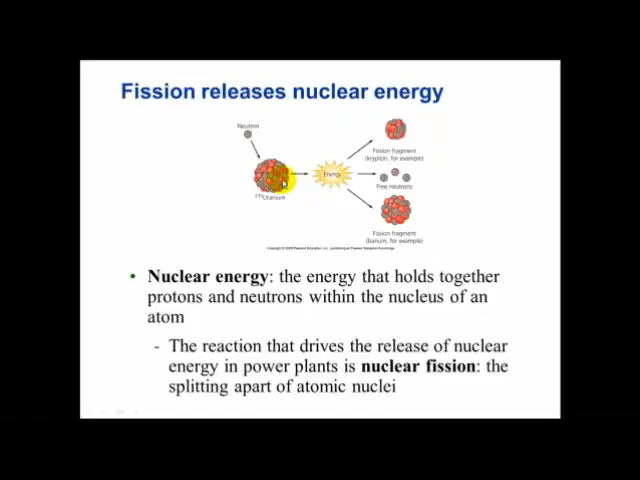 Fission releases nuclear energy
Neutron
Fission fragment
(krypton, for example)
Energy
Free neutrons
235Uranium
Fission fragment
(barium, for example)
• Nuclear energy: the energy that holds together
protons and neutrons within the nucleus of an
atom
- The reaction that drives the release of nuclear
energy in power plants is nuclear fission: the
splitting apart of atomic nuclei